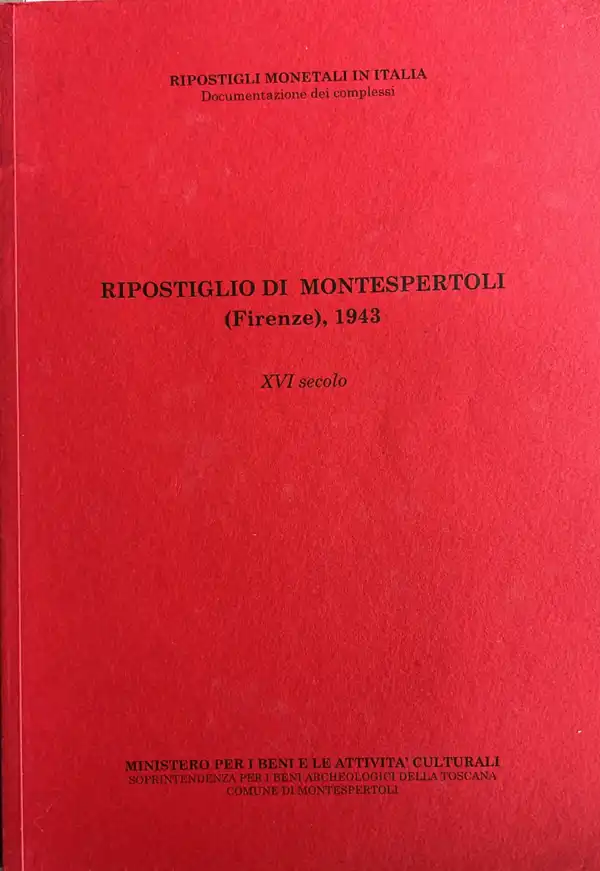 RIPOSTIGLI MONETALI IN ITALIA
Documentazione dei complessi
RIPOSTIGLIO DI MONTESPERTOLI
(Firenze), 1943
XVI secolo
MINISTERO PER I BENI E LE ATTIVITA' CULTURALI
SOPRINTENDENZA PER I BENI ARCHEOLOGICI DELLA TOSCANA
COMUNE DI MONTESPERTOLI